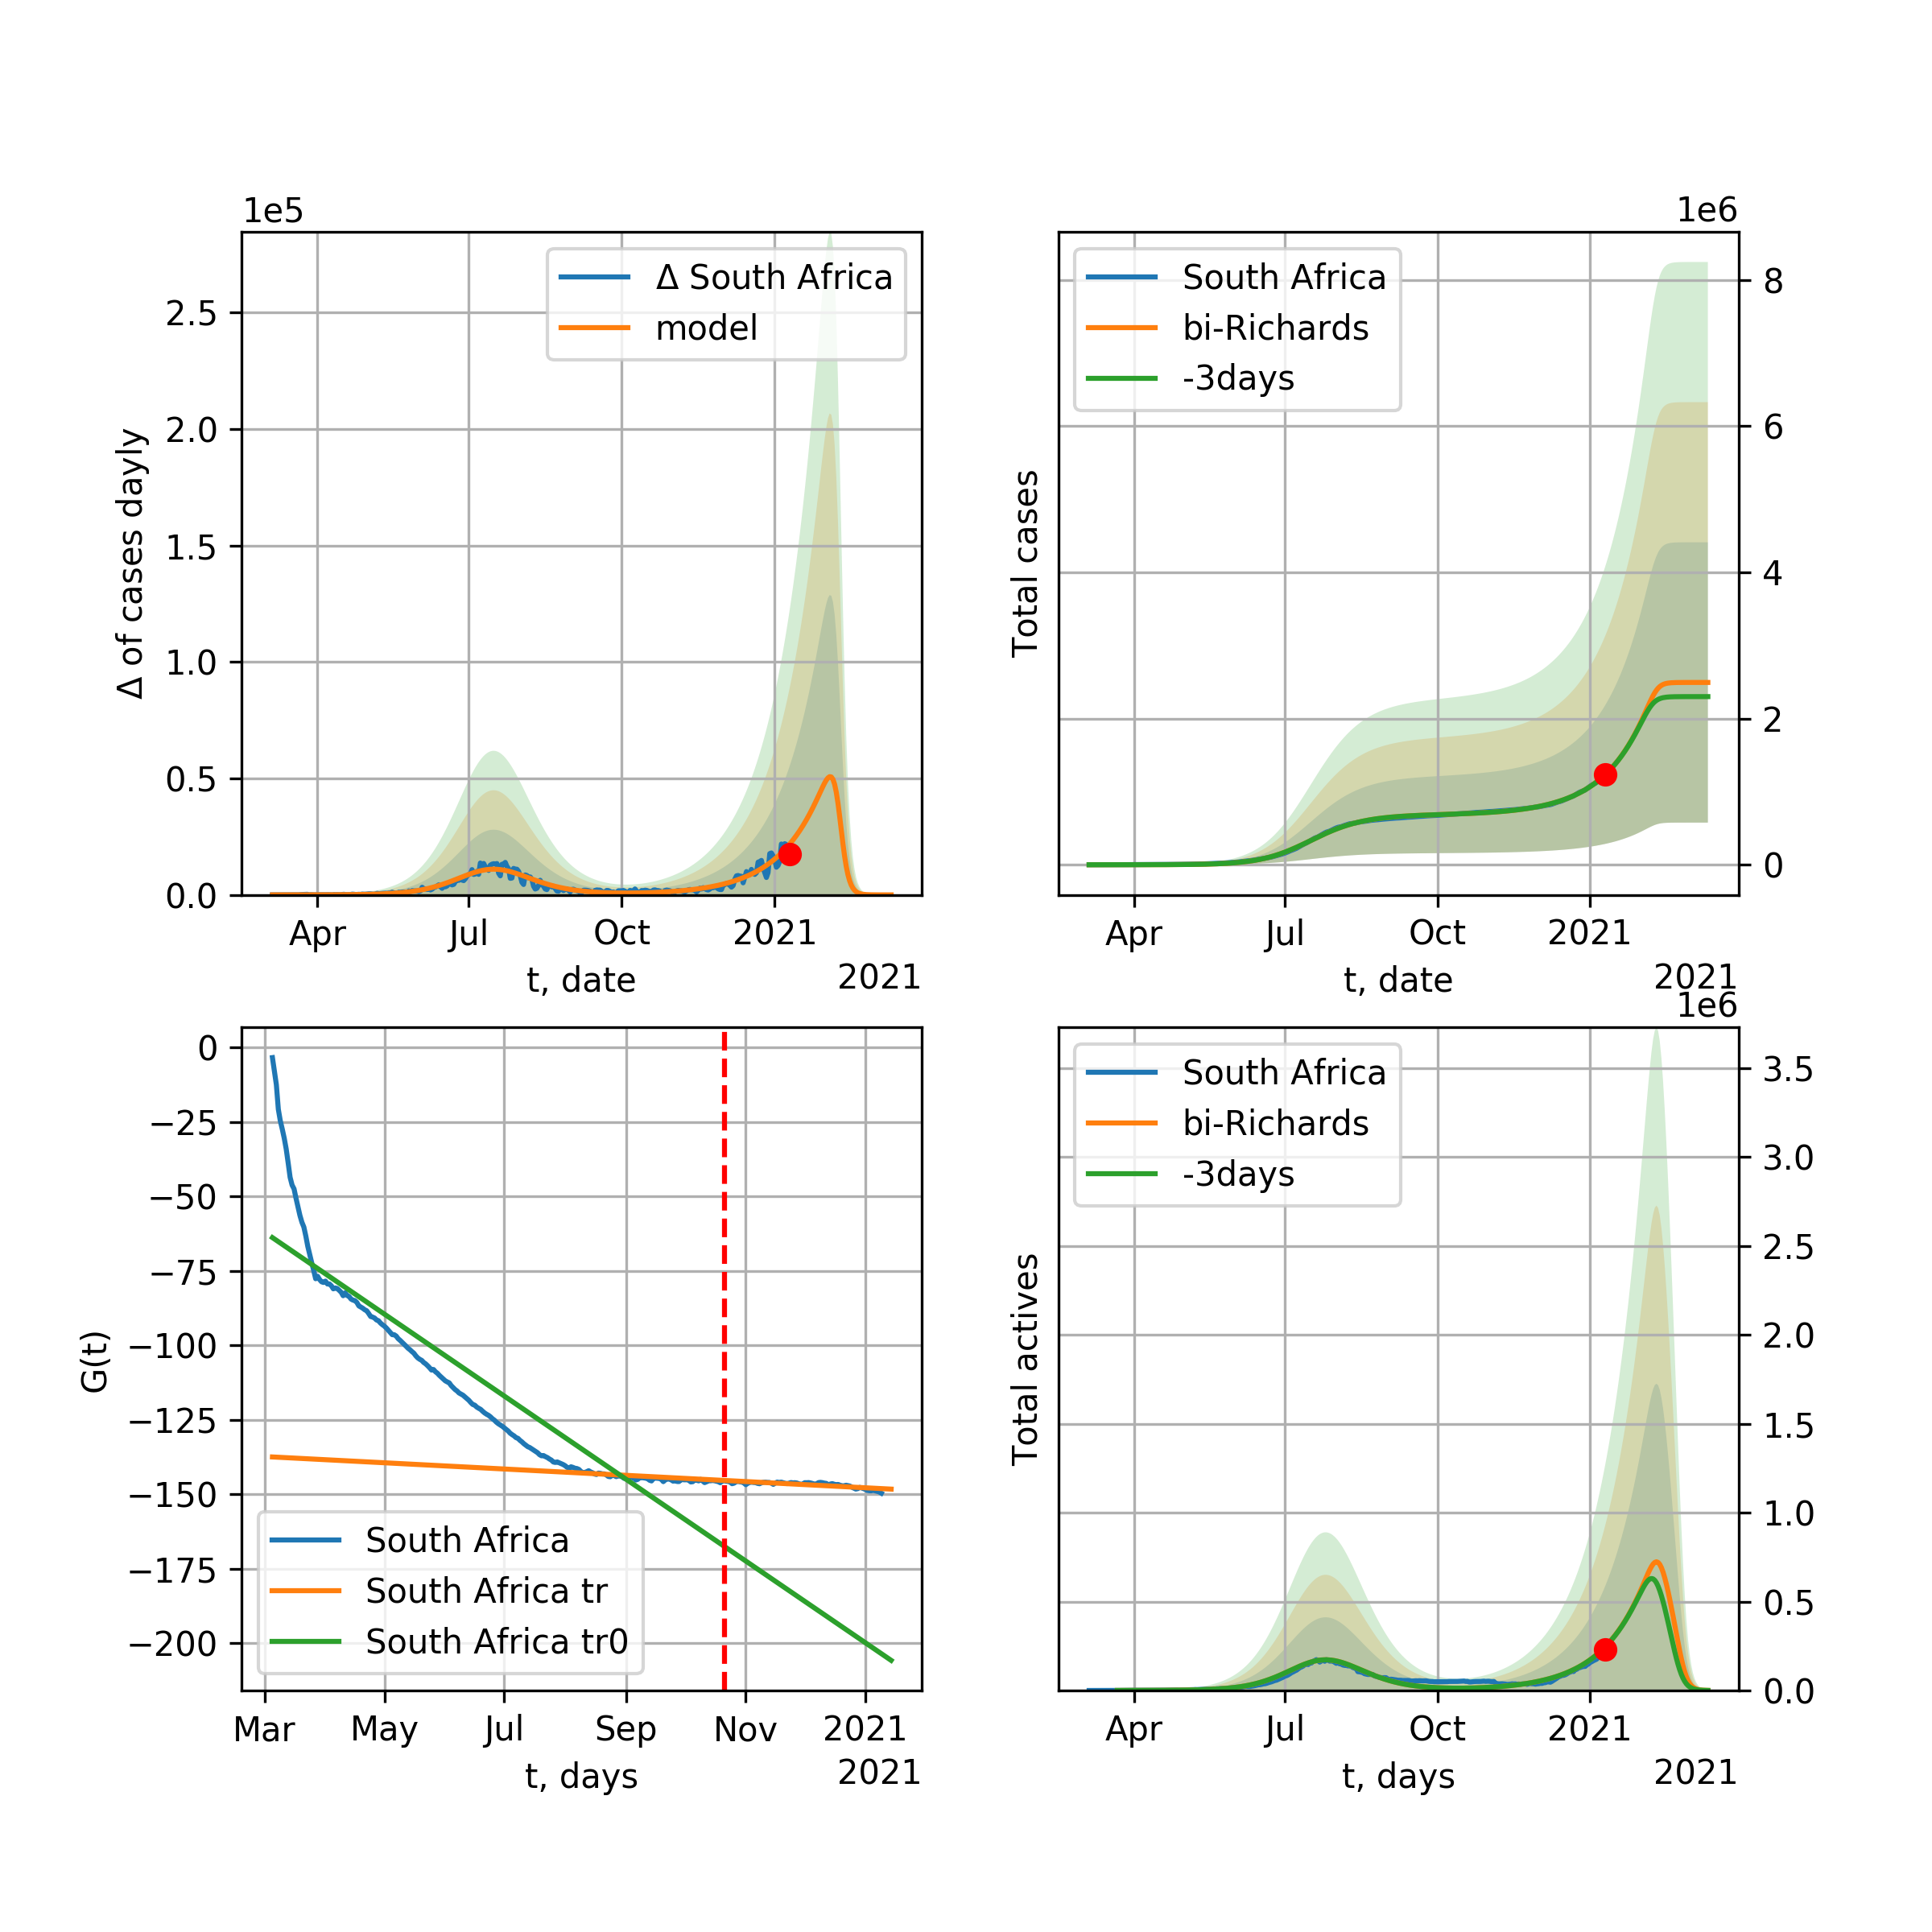 1e5
Δ of cases dayly
2.5
2.0
1.5
1.0
0.5
0.0
Δ South Africa
model
Apr Jul Oct 2021
t, date
2021
1e6
Total cases
South Africa
bi-Richards
-3days
8
6
4
2
0
Apr Jul Oct 2021
t, date
2021
G(t)
0
−25
−50
−75
−100
−125
−150
−175
−200
South Africa
South Africa tr
South Africa tr0
Mar May Jul Sep Nov 2021
t, days
2021
1e6
Total actives
South Africa
bi-Richards
-3days
3.5
3.0
2.5
2.0
1.5
1.0
0.5
0.0
Apr Jul Oct 2021
t, days
2021